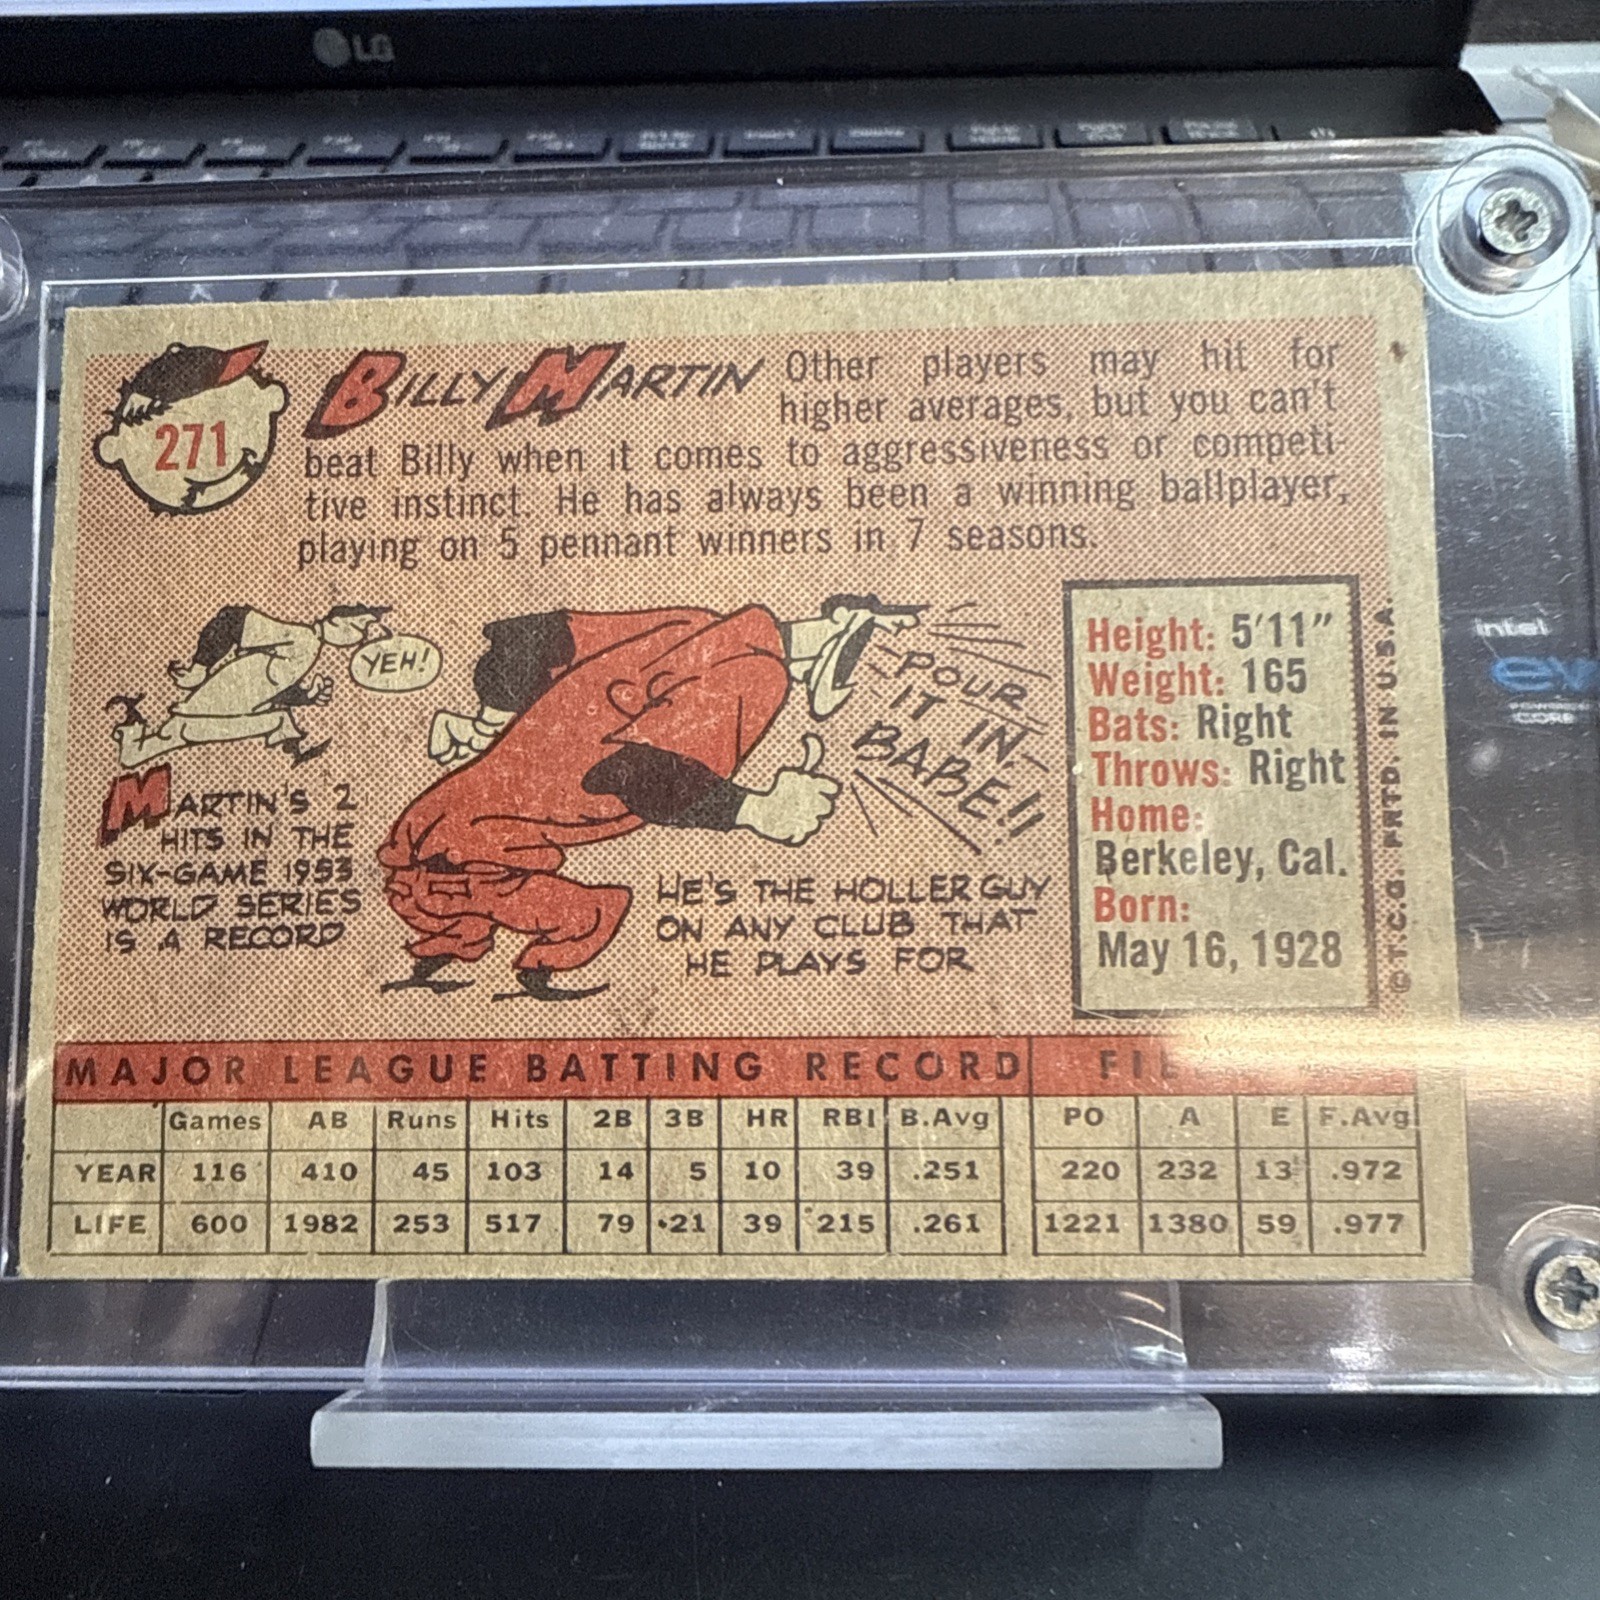 LG
271
BILLY MARTIN
Other players may hit for
higher averages, but you can't
beat Billy when it comes to aggressiveness or competi-
tive instinct. He has always been a winning ballplayer,
playing on 5 pennant winners in 7 seasons.
YEH!
MARTIN'S 2
HITS IN THE
SIX-GAME 1953
WORLD SERIES
IS A RECORD
POUR
IT IN,
BABE!!
HE'S THE HOLLER GUY
ON ANY CLUB THAT
HE PLAYS FOR
Height: 5'11"
Weight: 165
Bats: Right
Throws: Right
Home:
Berkeley, Cal.
Born:
May 16, 1928
© T.C.G. PRTD. IN U.S.A.
intel
MAJOR LEAGUE BATTING RECORD FIE
Games AB Runs Hits 2B 3B HR RBI B.Avg PO A E F.Avg
YEAR 116 410 45 103 14 5 10 39 .251 220 232 13 .972
LIFE 600 1982 253 517 79 21 39 215 .261 1221 1380 59 .977